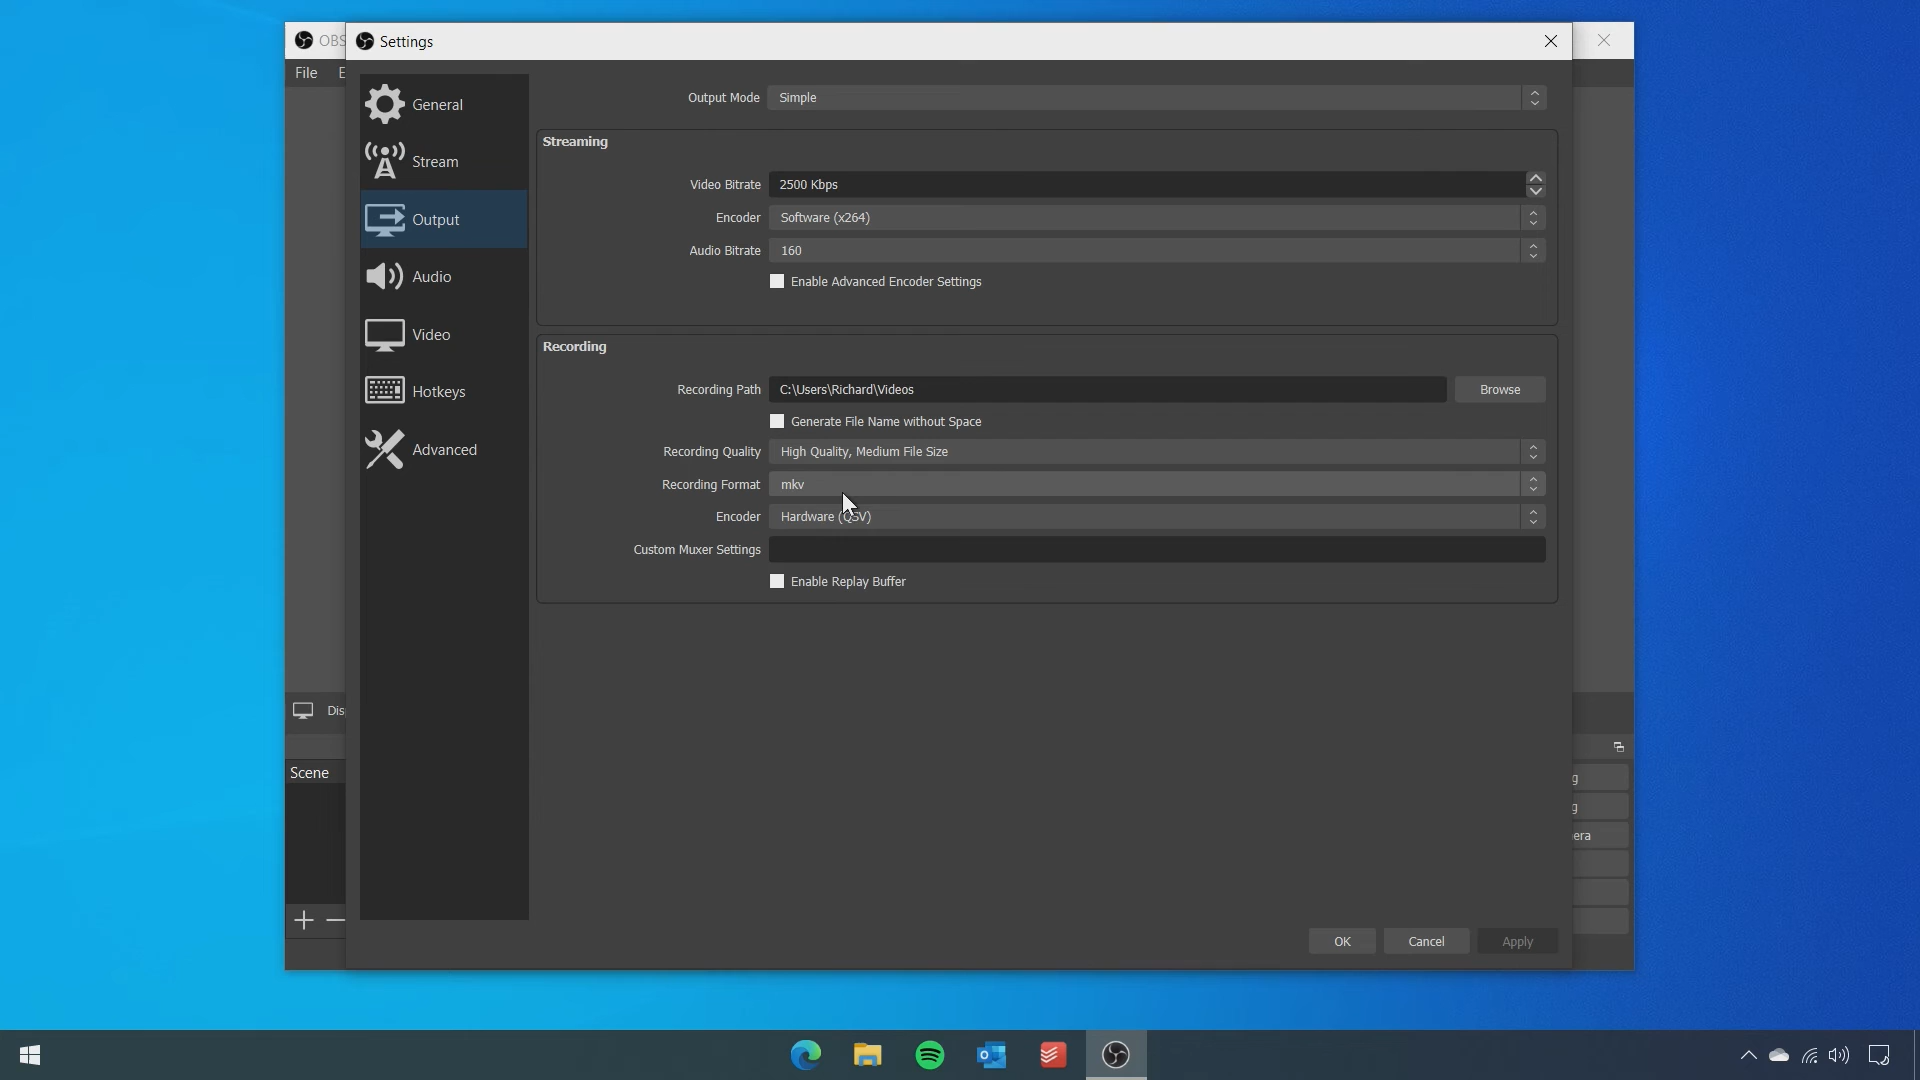 OBS
Settings
File
E
General
Stream
Output
Audio
Video
Hotkeys
Advanced
Output Mode Simple
Streaming
Video Bitrate 2500 Kbps
Encoder Software (x264)
Audio Bitrate 160
Enable Advanced Encoder Settings
Recording
Recording Path C:\Users\Richard\Videos Browse
Generate File Name without Space
Recording Quality High Quality, Medium File Size
Recording Format mkv
Encoder Hardware (QSV)
Custom Muxer Settings
Enable Replay Buffer
Dis
Scene
g
g
era
OK Cancel Apply